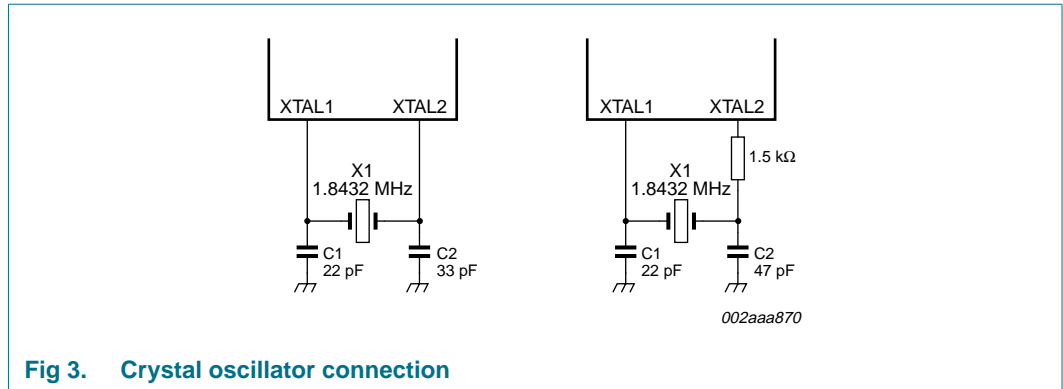 XTAL1 XTAL2
X1
1.8432 MHz
C1
22 pF
C2
33 pF
XTAL1 XTAL2
1.5 kΩ
X1
1.8432 MHz
C1
22 pF
C2
47 pF
002aaa870
Fig 3. Crystal oscillator connection